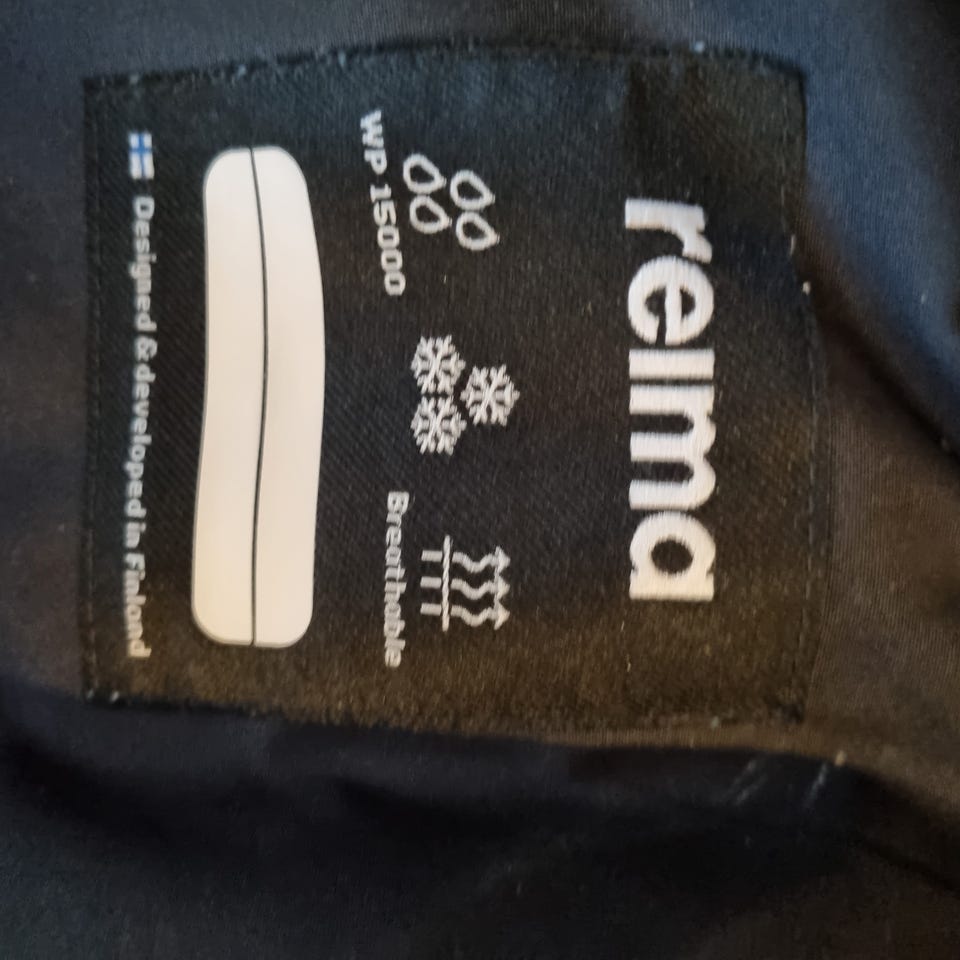 reima
WP 15000
Breathable
Designed & developed in Finland